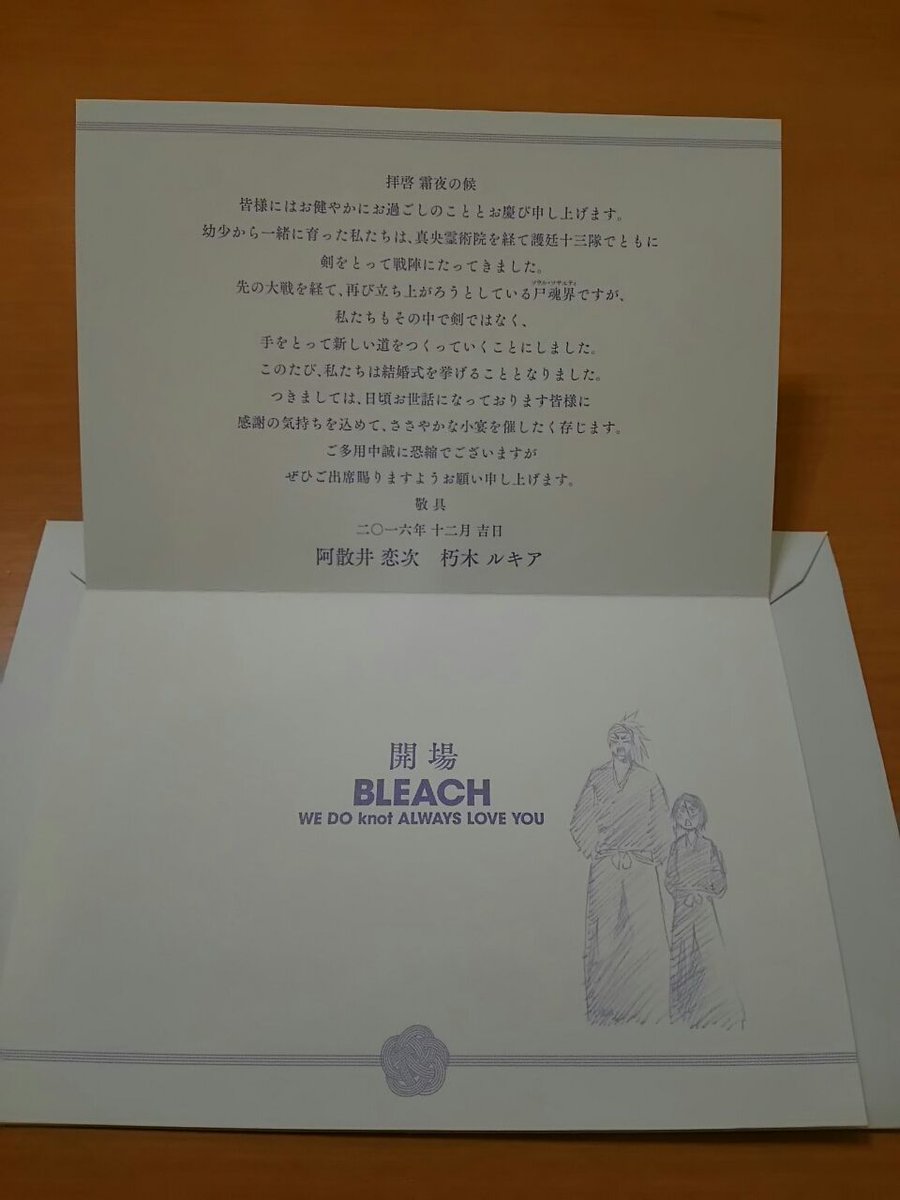 拝啓 霜夜の候
皆様にはお健やかにお過ごしのこととお慶び申し上げます。
幼少から一緒に育った私たちは、真央霊術院を経て護廷十三隊でともに
剣をとって戦陣にたってきました。
ソウル・ソサエティ
先の大戦を経て、再び立ち上がろうとしている尸魂界ですが、
私たちもその中で剣ではなく、
手をとって新しい道をつくっていくことにしました。
このたび、私たちは結婚式を挙げることとなりました。
つきましては、日頃お世話になっております皆様に
感謝の気持ちを込めて、ささやかな小宴を催したく存じます。
ご多用中誠に恐縮でございますが
ぜひご出席賜りますようお願い申し上げます。
敬具
二〇一六年 十二月 吉日
阿散井 恋次 朽木 ルキア
開場
BLEACH
WE DO knot ALWAYS LOVE YOU